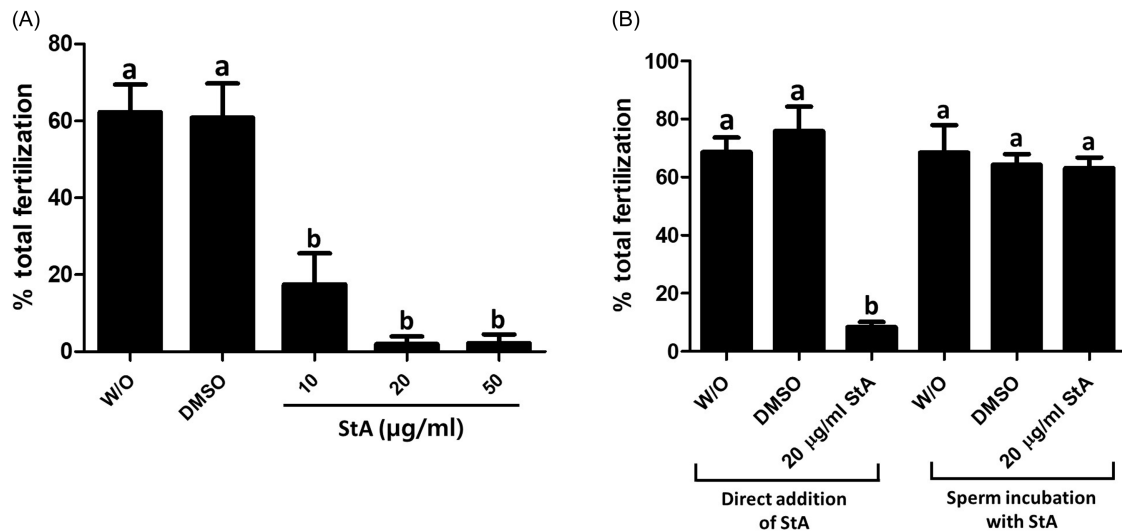 (A)
% total fertilization
80
60
40
20
0
a
a
b
b
b
W/O
DMSO
10
20
50
StA (μg/ml)
(B)
% total fertilization
100
80
60
40
20
0
a
a
b
a
a
a
W/O
DMSO
20 μg/ml StA
W/O
DMSO
20 μg/ml StA
Direct addition
of StA
Sperm incubation
with StA